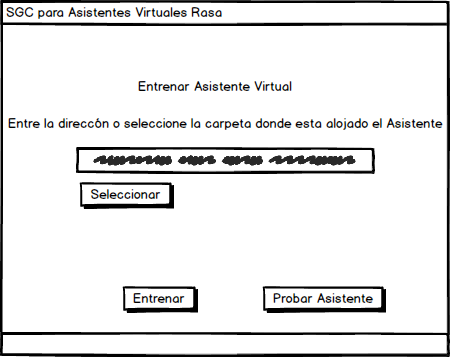 SGC para Asistentes Virtuales Rasa
Entrenar Asistente Virtual
Entre la direccón o seleccione la carpeta donde esta alojado el Asistente
Seleccionar
Entrenar
Probar Asistente